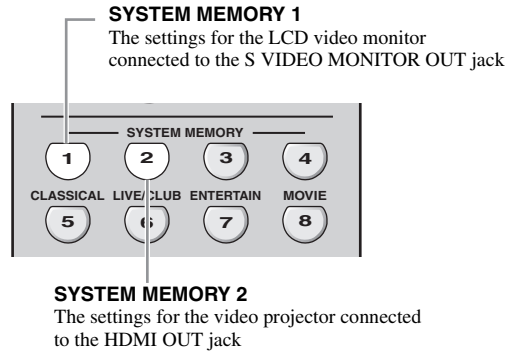 SYSTEM MEMORY 1
The settings for the LCD video monitor
connected to the S VIDEO MONITOR OUT jack
SYSTEM MEMORY
1 2 3 4
CLASSICAL LIVE/CLUB ENTERTAIN MOVIE
5 6 7 8
SYSTEM MEMORY 2
The settings for the video projector connected
to the HDMI OUT jack